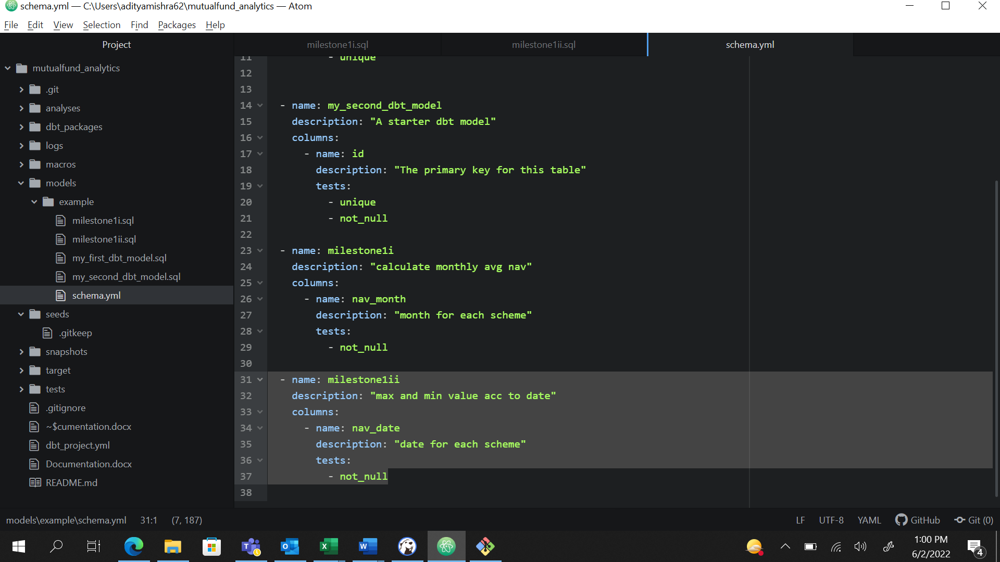 schema.yml — C:\Users\adityamishra62\mutualfund_analytics — Atom
File Edit View Selection Find Packages Help
Project
mutualfund_analytics
.git
analyses
dbt_packages
logs
macros
models
example
milestone1i.sql
milestone1ii.sql
my_first_dbt_model.sql
my_second_dbt_model.sql
schema.yml
seeds
.gitkeep
snapshots
target
tests
.gitignore
~$cumentation.docx
dbt_project.yml
Documentation.docx
README.md
milestone1i.sql milestone1ii.sql schema.yml
11 - unique
12
13
14 - name: my_second_dbt_model
15 description: "A starter dbt model"
16 columns:
17 - name: id
18 description: "The primary key for this table"
19 tests:
20 - unique
21 - not_null
22
23 - name: milestone1i
24 description: "calculate monthly avg nav"
25 columns:
26 - name: nav_month
27 description: "month for each scheme"
28 tests:
29 - not_null
30
31 - name: milestone1ii
32 description: "max and min value acc to date"
33 columns:
34 - name: nav_date
35 description: "date for each scheme"
36 tests:
37 - not_null
38
models\example\schema.yml 31:1 (7, 187) LF UTF-8 YAML GitHub Git (0)
1:00 PM
6/2/2022
4